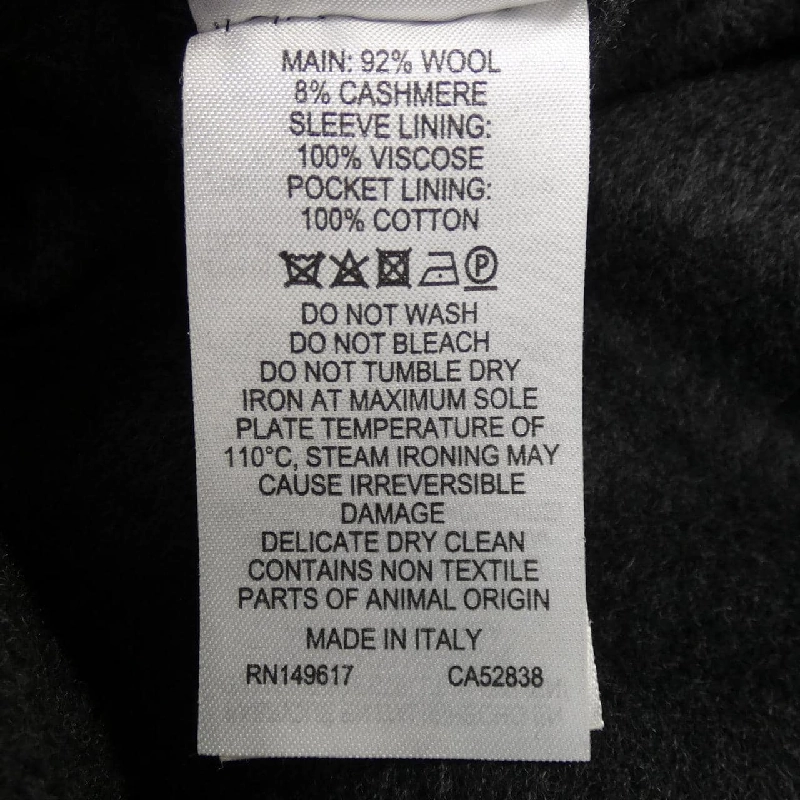 MAIN: 92% WOOL
8% CASHMERE
SLEEVE LINING:
100% VISCOSE
POCKET LINING:
100% COTTON
P
DO NOT WASH
DO NOT BLEACH
DO NOT TUMBLE DRY
IRON AT MAXIMUM SOLE
PLATE TEMPERATURE OF
110°C, STEAM IRONING MAY
CAUSE IRREVERSIBLE
DAMAGE
DELICATE DRY CLEAN
CONTAINS NON TEXTILE
PARTS OF ANIMAL ORIGIN
MADE IN ITALY
RN149617 CA52838